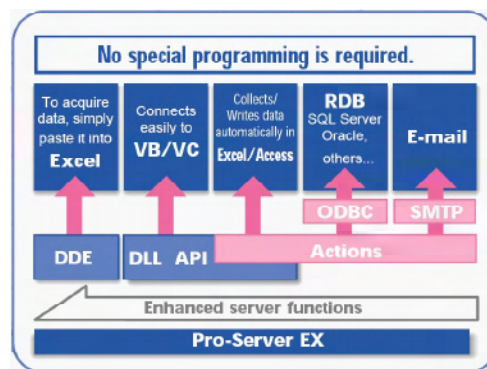 No special programming is required.
To acquire
data, simply
paste it into
Excel
Connects
easily to
VB/VC
Collects/
Writes data
automatically in
Excel/Access
RDB
SQL Server
Oracle,
others...
E-mail
ODBC
SMTP
DDE
DLL API
Actions
Enhanced server functions
Pro-Server EX